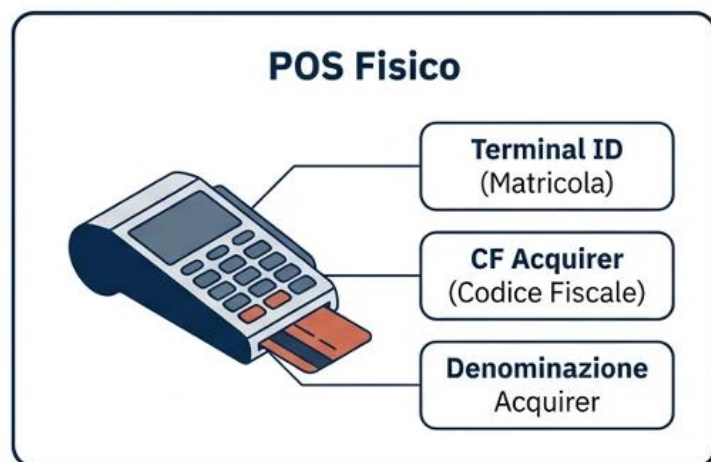 POS Fisico
Terminal ID
(Matricola)
CF Acquirer
(Codice Fiscale)
Denominazione
Acquirer